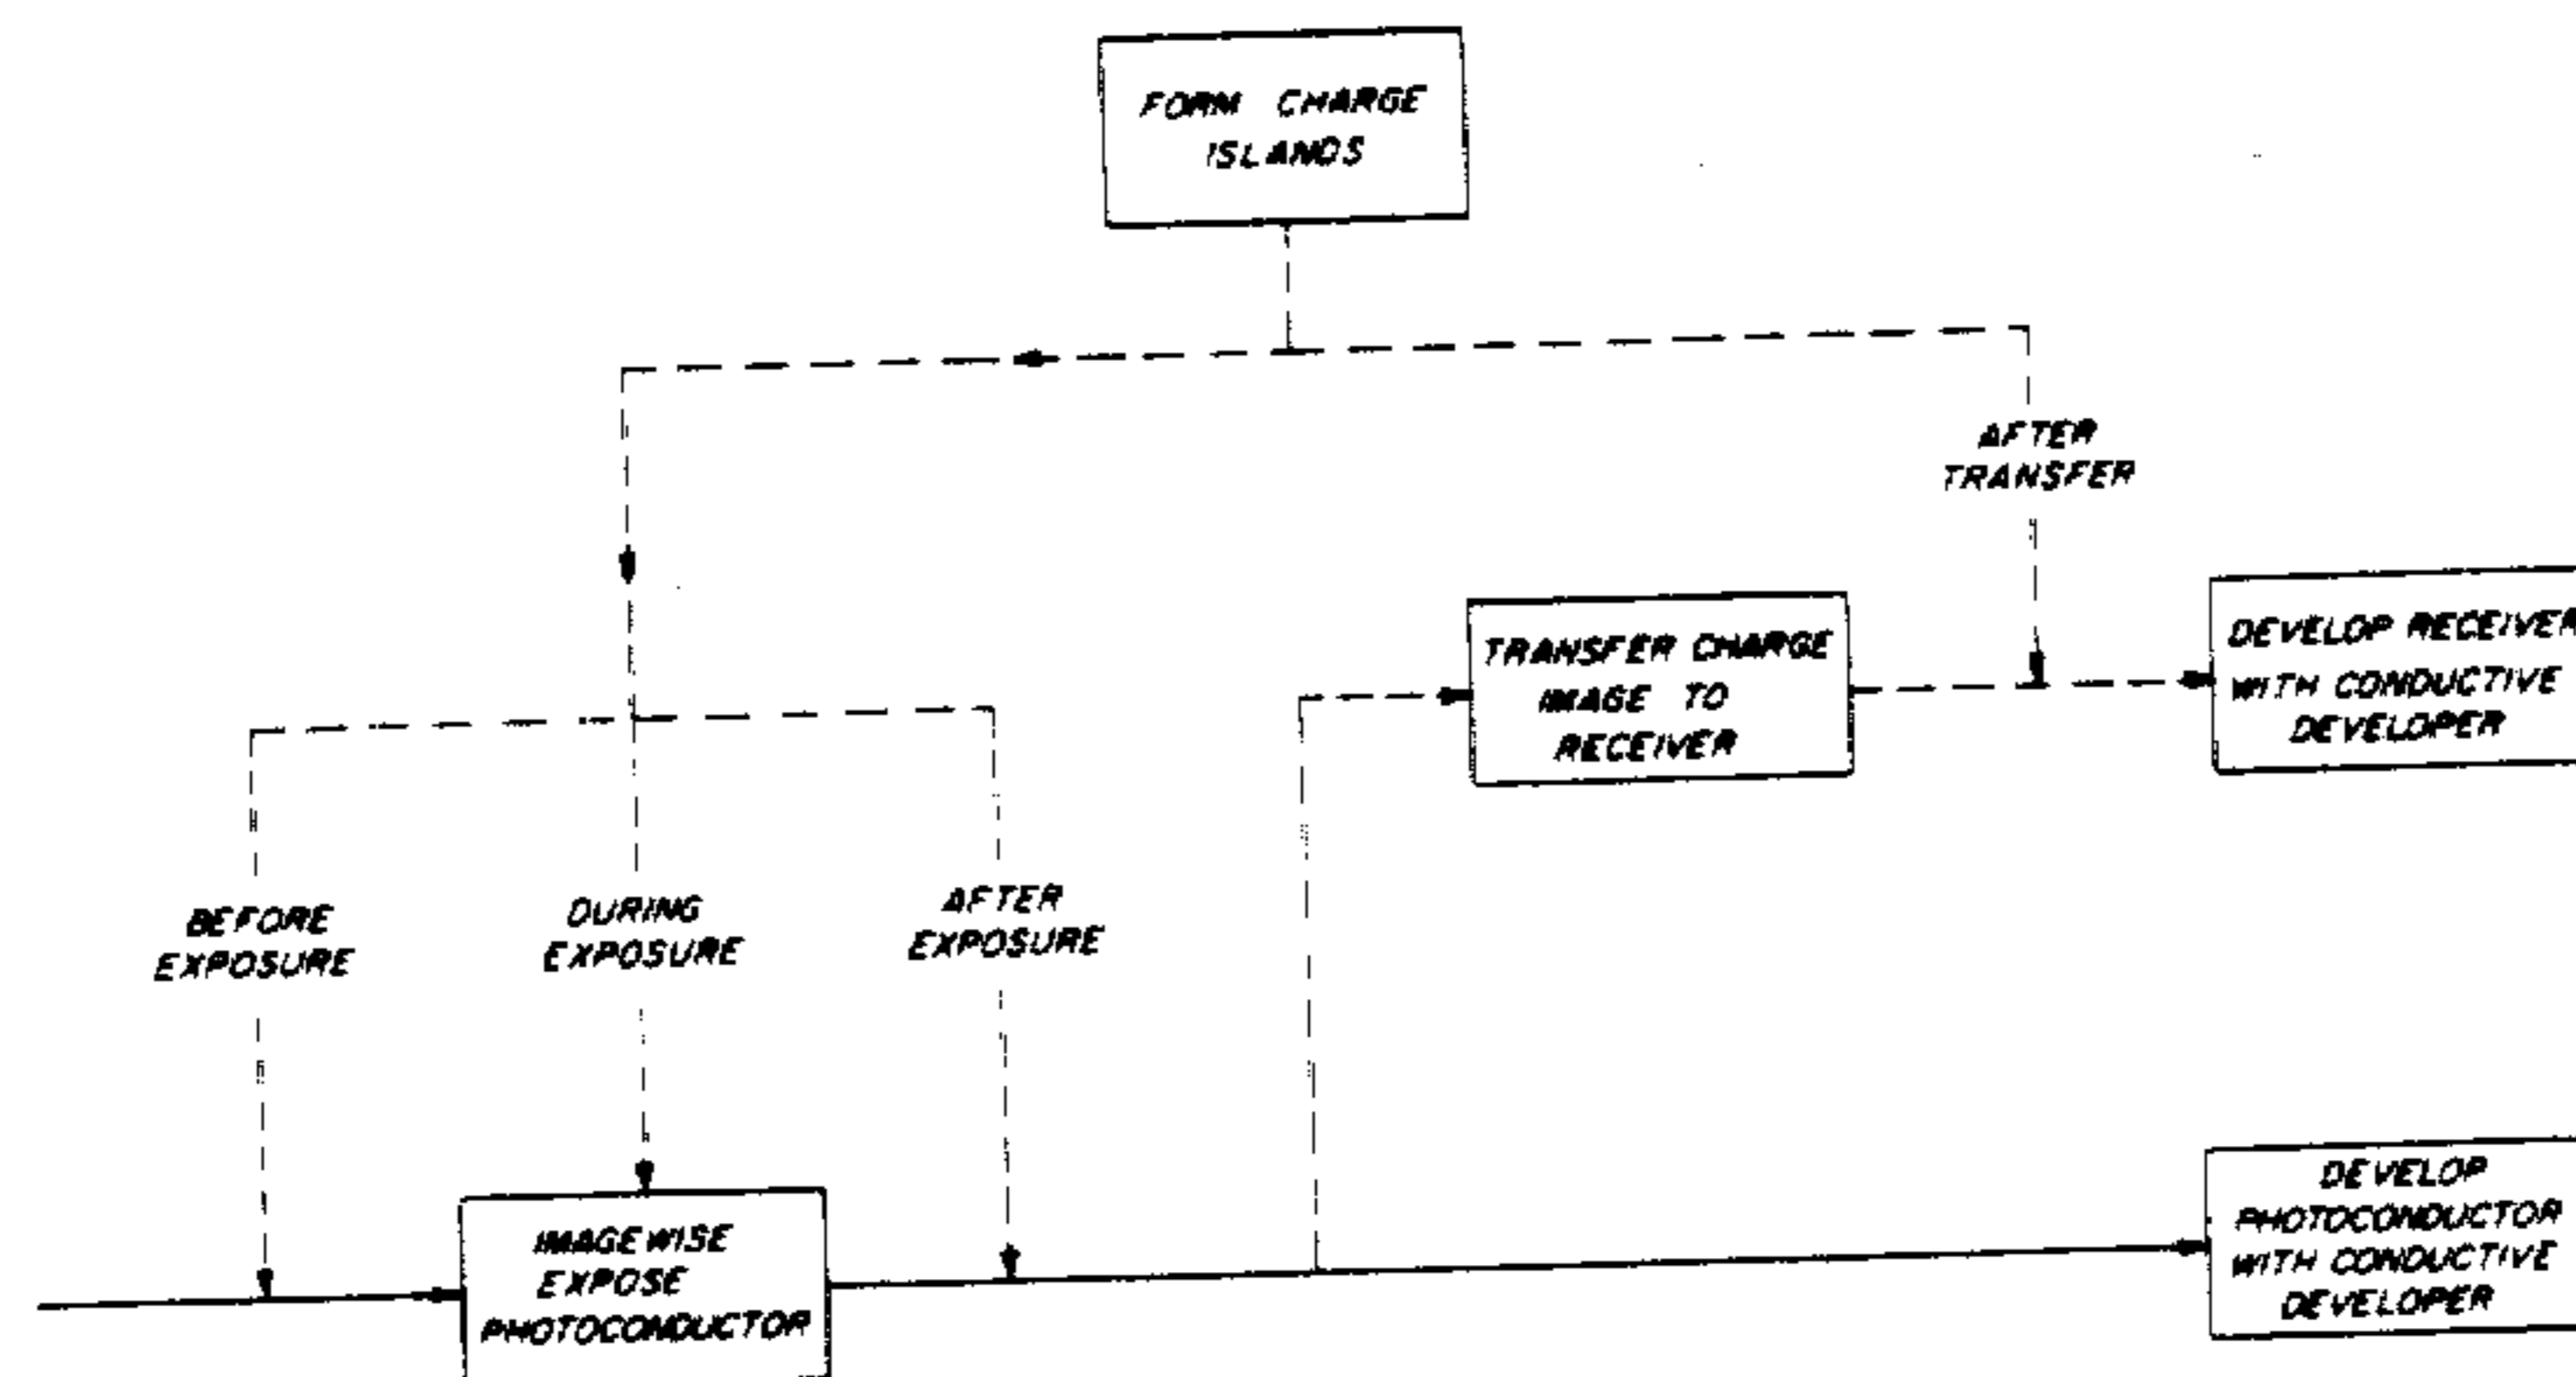 FORM CHARGE
ISLANDS
AFTER
TRANSFER
TRANSFER CHARGE
IMAGE TO
RECEIVER
DEVELOP RECEIVER
WITH CONDUCTIVE
DEVELOPER
BEFORE
EXPOSURE
DURING
EXPOSURE
AFTER
EXPOSURE
IMAGEWISE
EXPOSE
PHOTOCONDUCTOR
DEVELOP
PHOTOCONDUCTOR
WITH CONDUCTIVE
DEVELOPER